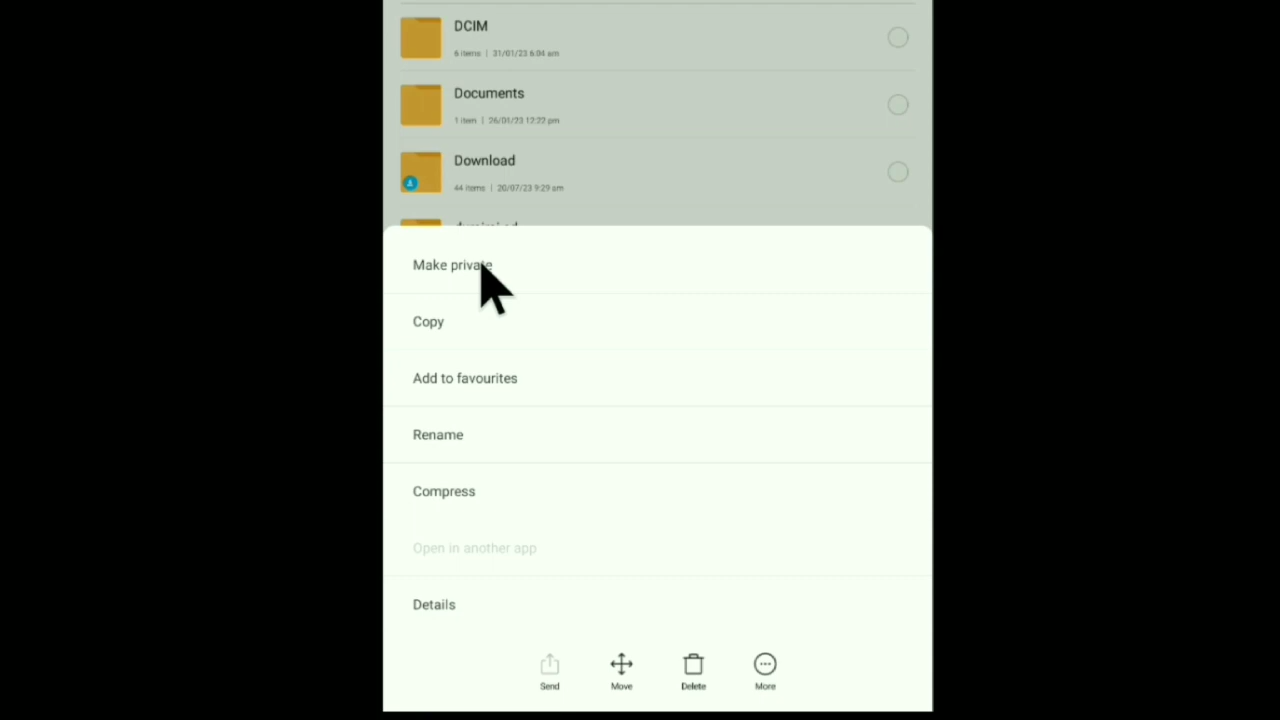 DCIM
6 items | 31/01/23 6:04 am
Documents
1 item | 26/01/23 12:22 pm
Download
44 items | 20/07/23 9:29 am
Make private
Copy
Add to favourites
Rename
Compress
Open in another app
Details
Send Move Delete More